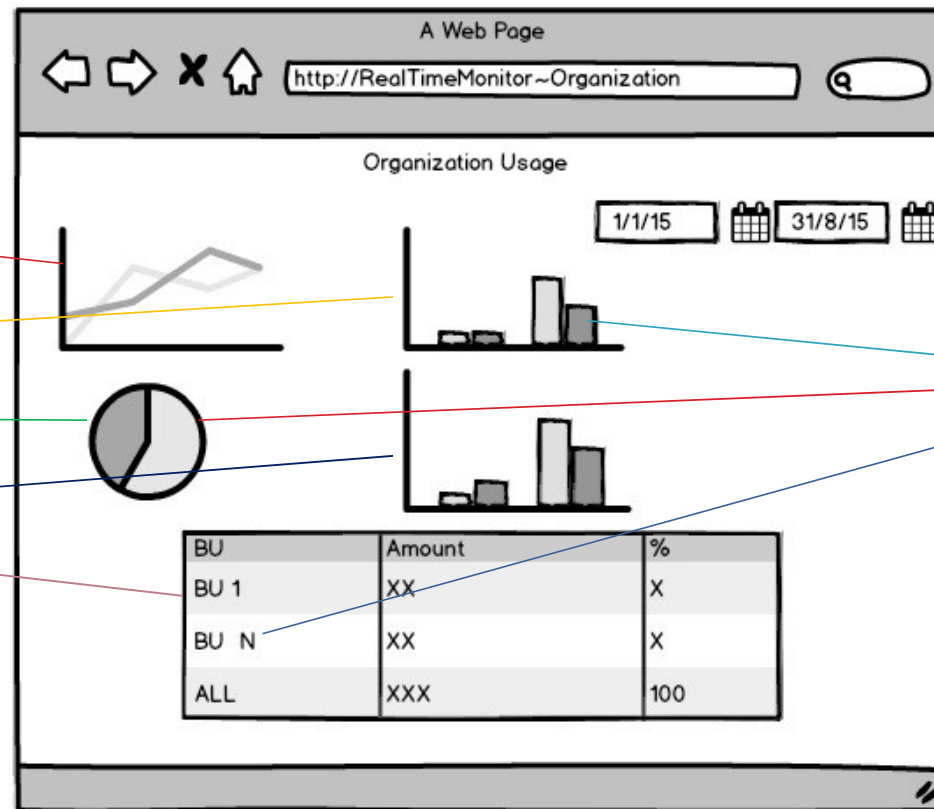 A Web Page
http://RealTimeMonitor~Organization
Organization Usage
1/1/15 31/8/15
BU Amount %
BU 1 XX X
BU N XX X
ALL XXX 100